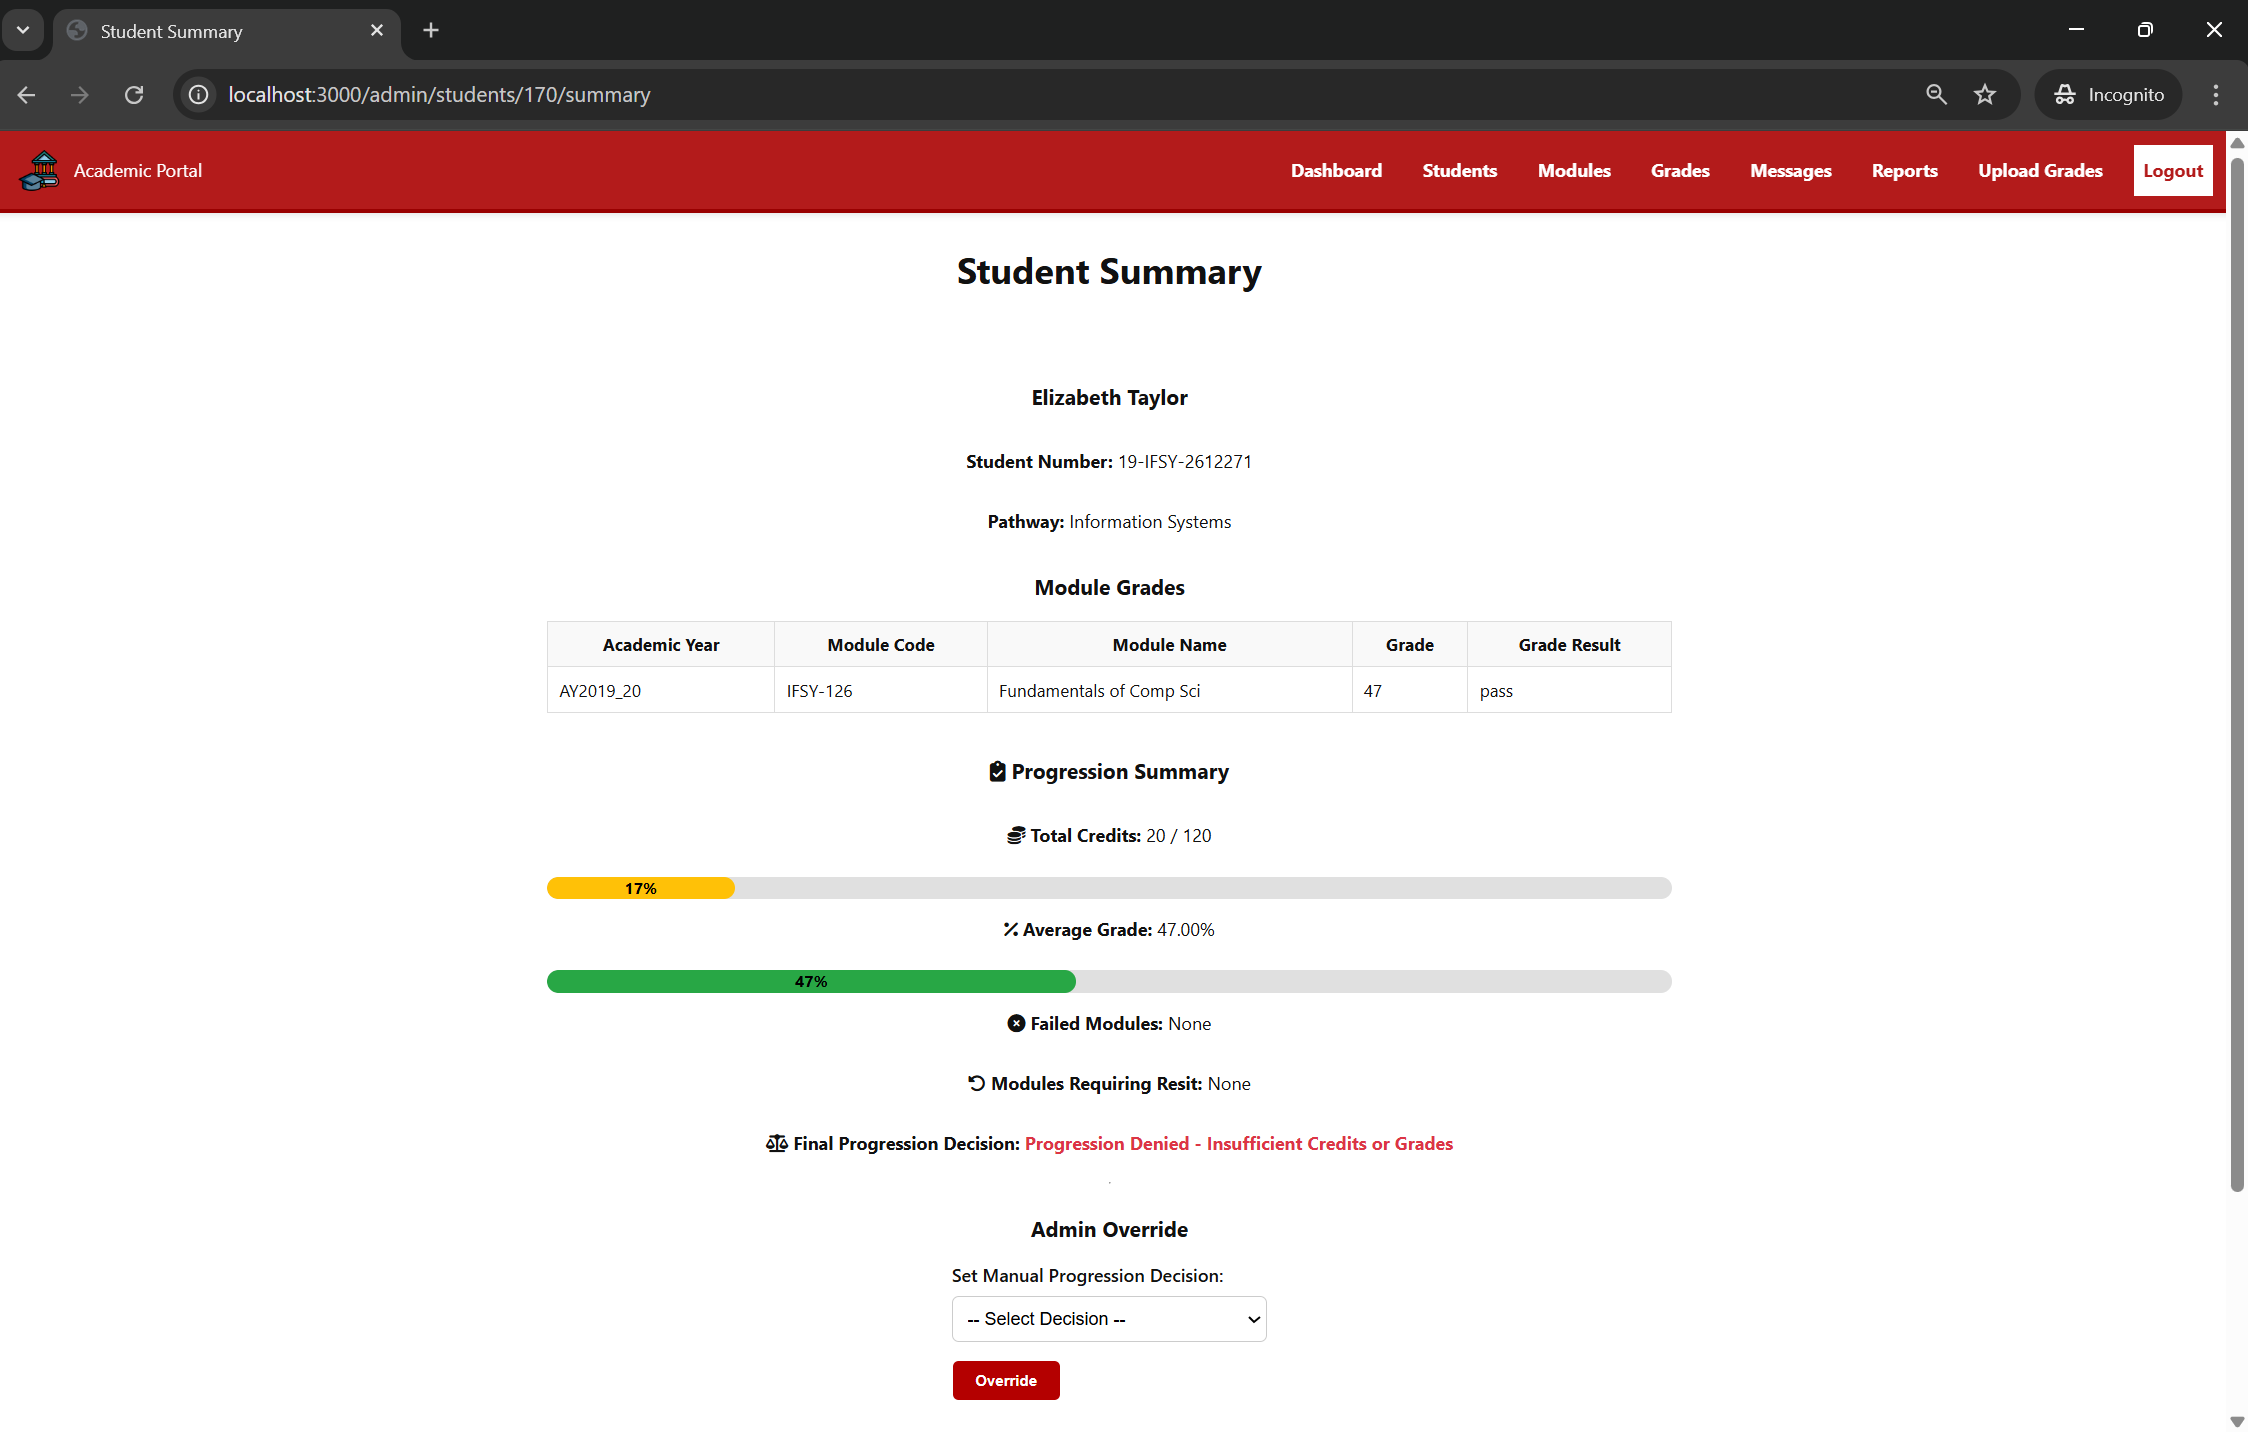 Student Summary
localhost:3000/admin/students/170/summary
Incognito
Academic Portal
Dashboard Students Modules Grades Messages Reports Upload Grades Logout
Student Summary
Elizabeth Taylor
Student Number: 19-IFSY-2612271
Pathway: Information Systems
Module Grades
Academic Year Module Code Module Name Grade Grade Result
AY2019_20 IFSY-126 Fundamentals of Comp Sci 47 pass
Progression Summary
Total Credits: 20 / 120
17%
Average Grade: 47.00%
47%
Failed Modules: None
Modules Requiring Resit: None
Final Progression Decision: Progression Denied - Insufficient Credits or Grades
Admin Override
Set Manual Progression Decision:
-- Select Decision --
Override